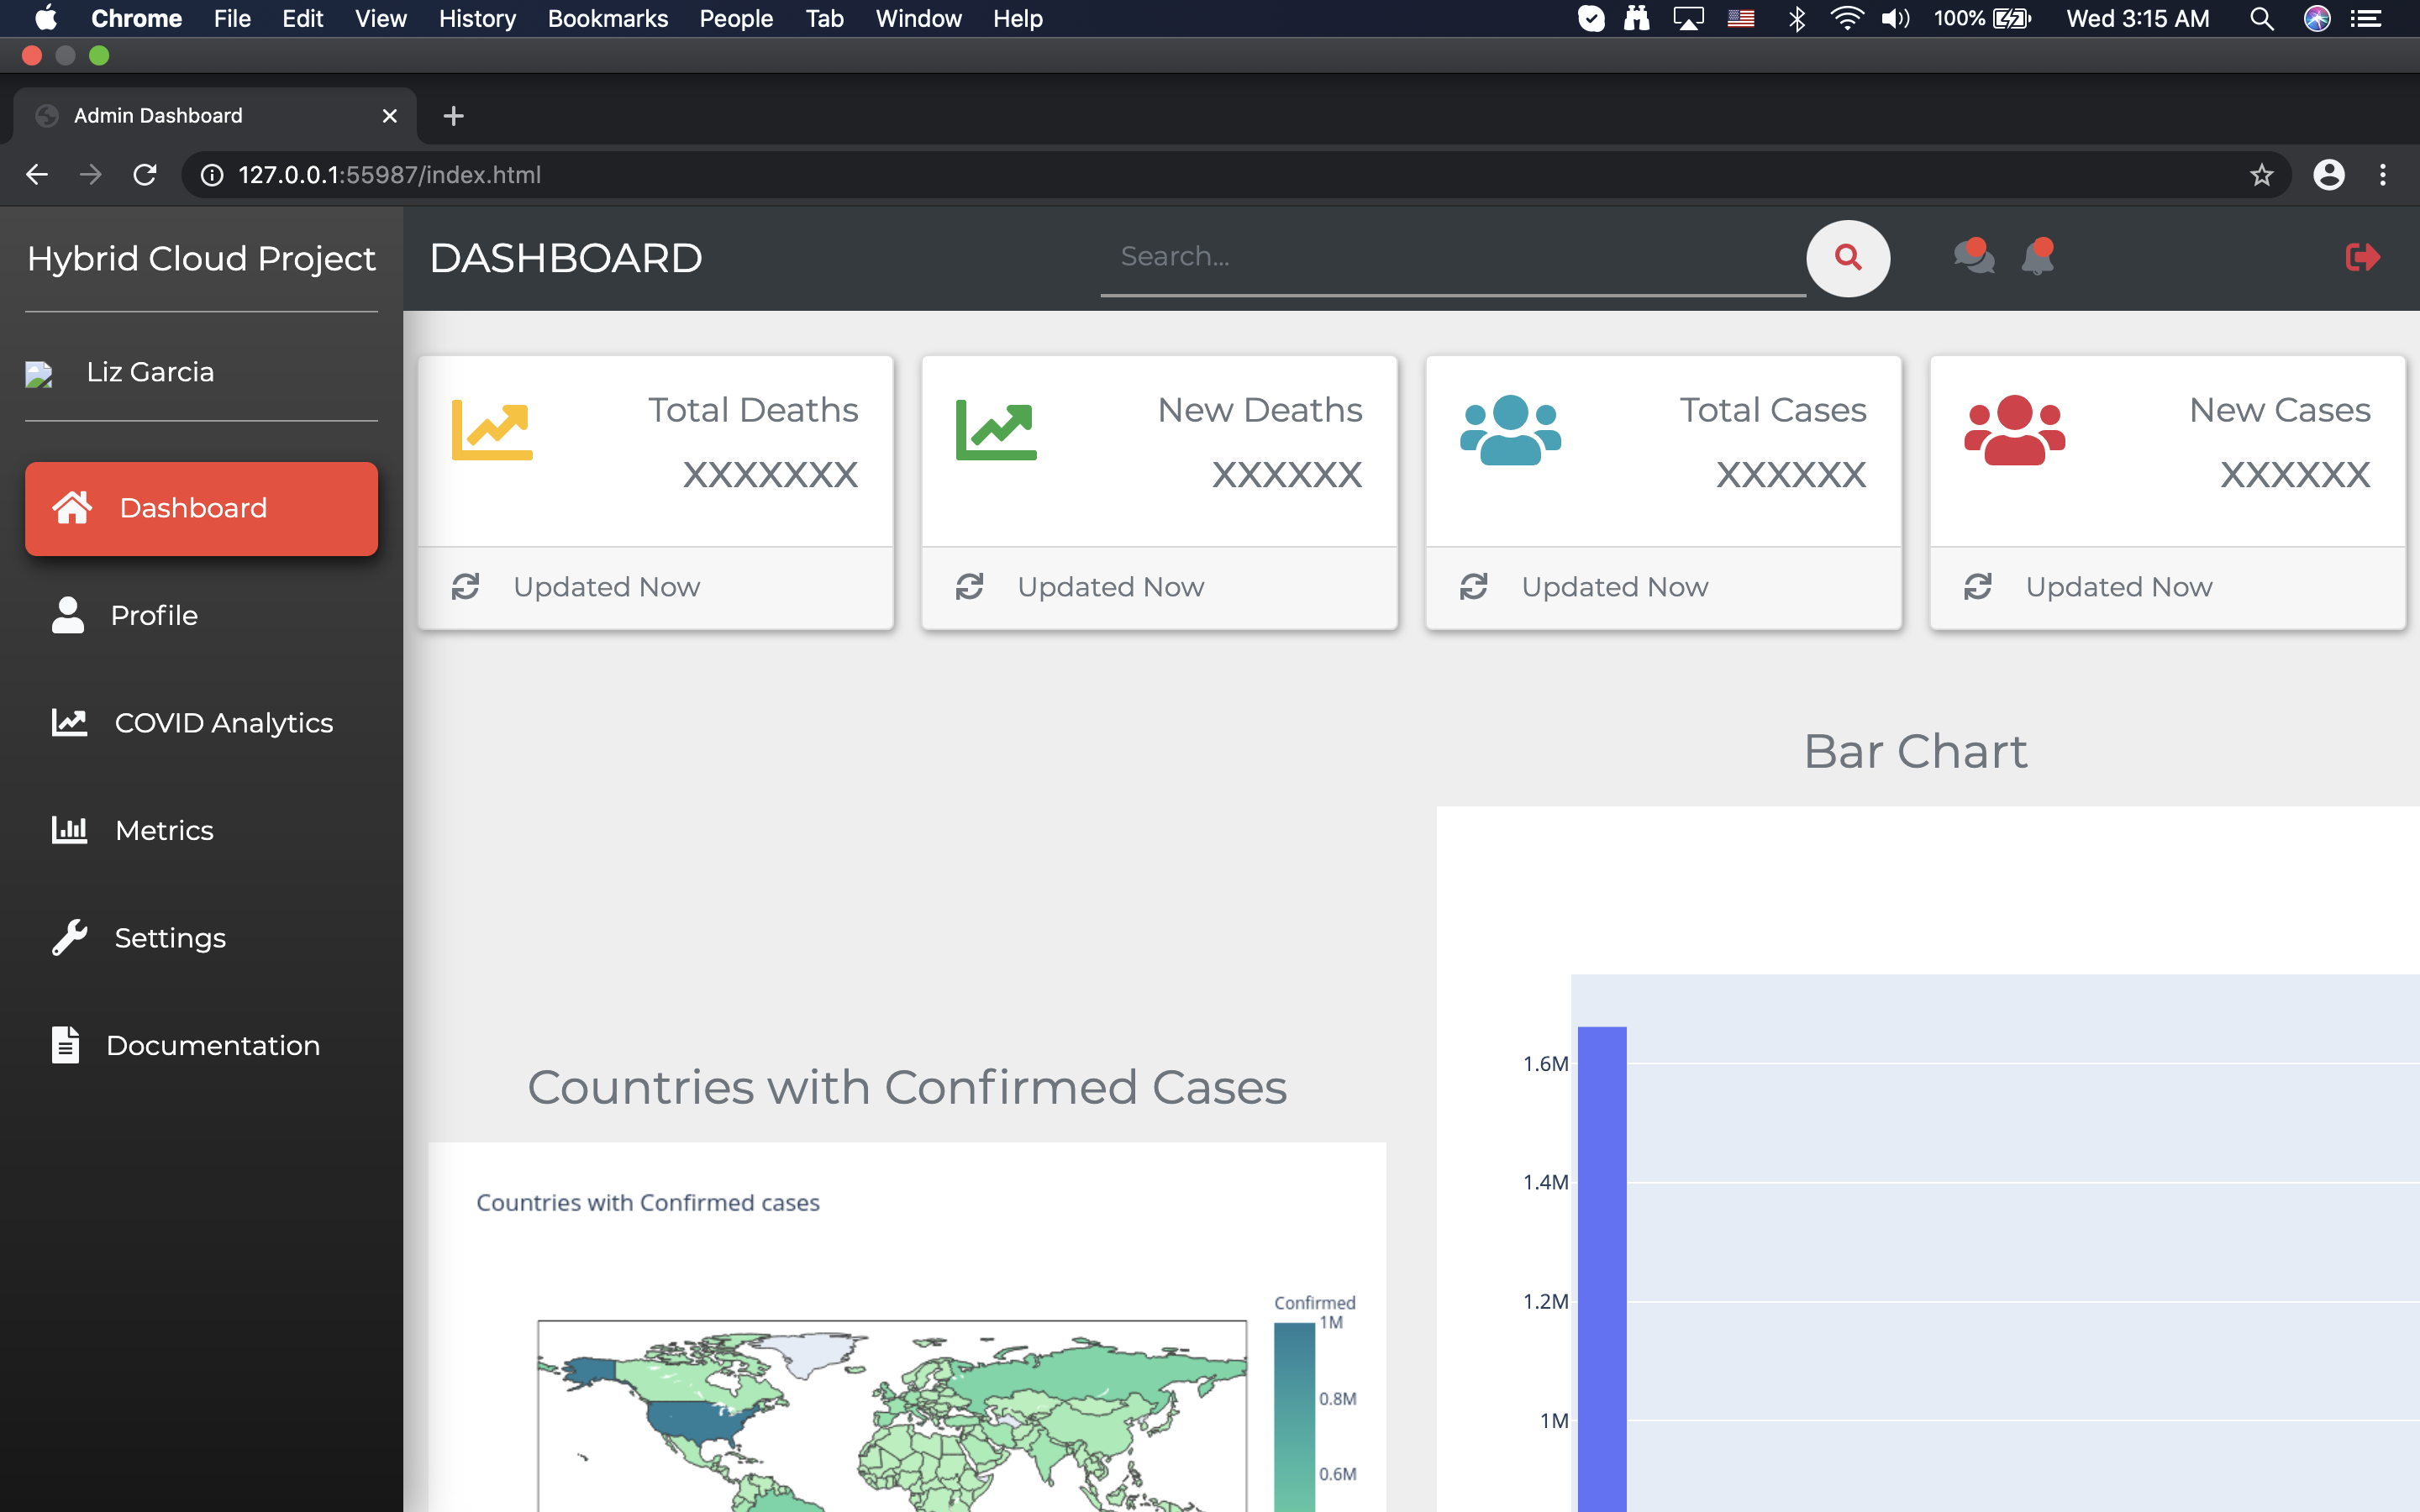 Chrome File Edit View History Bookmarks People Tab Window Help 100% Wed 3:15 AM
Admin Dashboard
127.0.0.1:55987/index.html
Hybrid Cloud Project
DASHBOARD
Search...
Liz Garcia
Dashboard
Profile
COVID Analytics
Metrics
Settings
Documentation
Total Deaths
XXXXXXX
Updated Now
New Deaths
XXXXXX
Updated Now
Total Cases
XXXXXX
Updated Now
New Cases
XXXXXX
Updated Now
Countries with Confirmed Cases
Countries with Confirmed cases
Confirmed
1M
0.8M
0.6M
Bar Chart
1.6M
1.4M
1.2M
1M